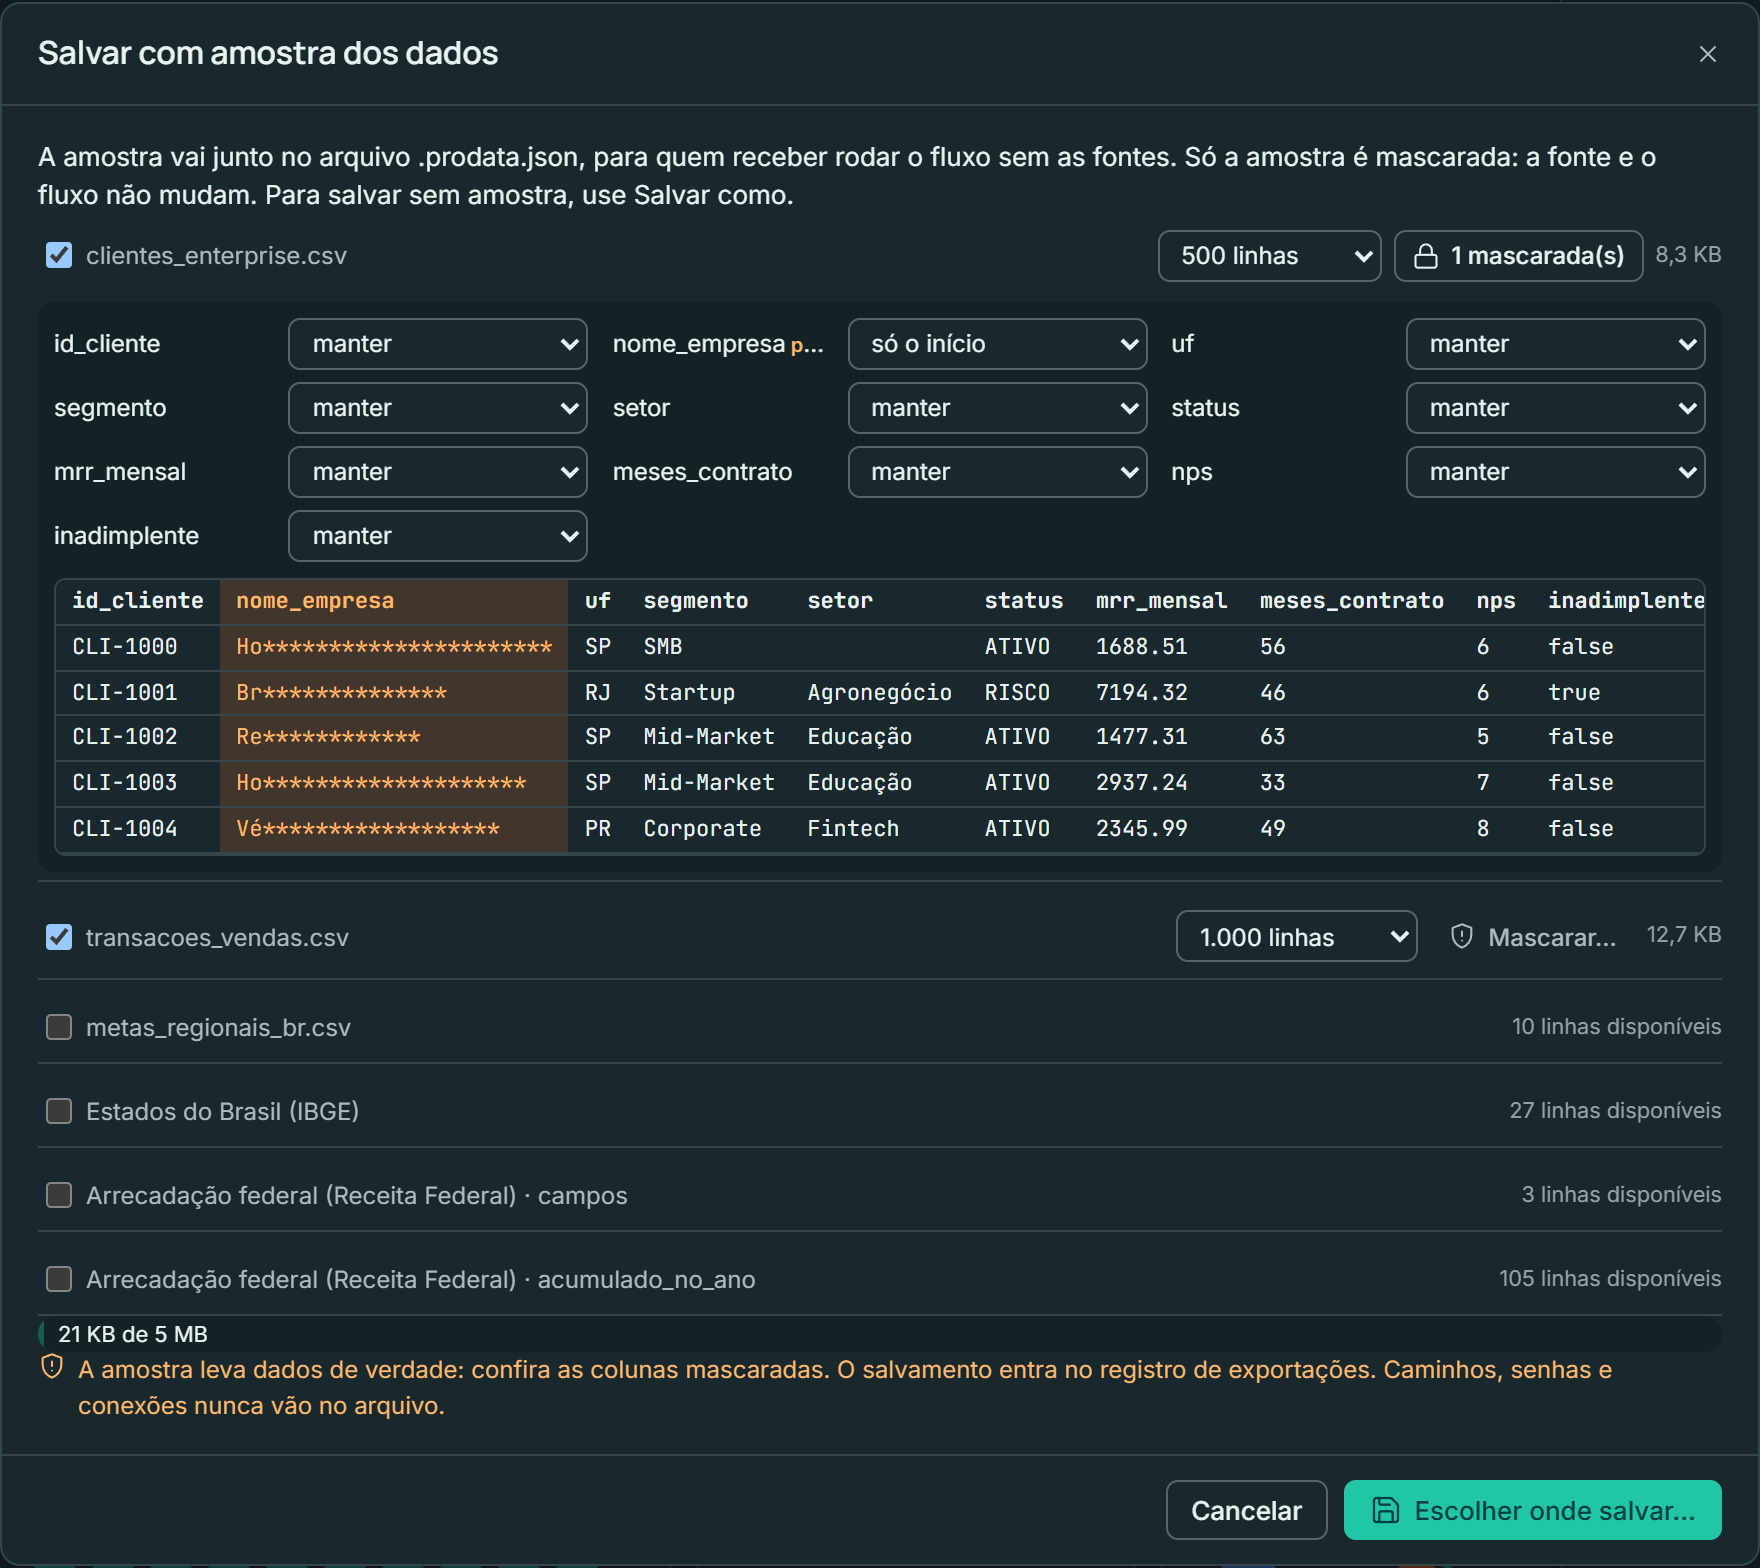 Salvar com amostra dos dados
A amostra vai junto no arquivo .prodata.json, para quem receber rodar o fluxo sem as fontes. Só a amostra é mascarada: a fonte e o
fluxo não mudam. Para salvar sem amostra, use Salvar como.
clientes_enterprise.csv 500 linhas 1 mascarada(s) 8,3 KB
id_cliente manter nome_empresa p... só o início uf manter
segmento manter setor manter status manter
mrr_mensal manter meses_contrato manter nps manter
inadimplente manter
id_cliente nome_empresa uf segmento setor status mrr_mensal meses_contrato nps inadimplente
CLI-1000 Ho********************** SP SMB ATIVO 1688.51 56 6 false
CLI-1001 Br************** RJ Startup Agronegócio RISCO 7194.32 46 6 true
CLI-1002 Re************ SP Mid-Market Educação ATIVO 1477.31 63 5 false
CLI-1003 Ho******************** SP Mid-Market Educação ATIVO 2937.24 33 7 false
CLI-1004 Vé****************** PR Corporate Fintech ATIVO 2345.99 49 8 false
transacoes_vendas.csv 1.000 linhas Mascarar... 12,7 KB
metas_regionais_br.csv 10 linhas disponíveis
Estados do Brasil (IBGE) 27 linhas disponíveis
Arrecadação federal (Receita Federal) · campos 3 linhas disponíveis
Arrecadação federal (Receita Federal) · acumulado_no_ano 105 linhas disponíveis
21 KB de 5 MB
A amostra leva dados de verdade: confira as colunas mascaradas. O salvamento entra no registro de exportações. Caminhos, senhas e
conexões nunca vão no arquivo.
Cancelar Escolher onde salvar...